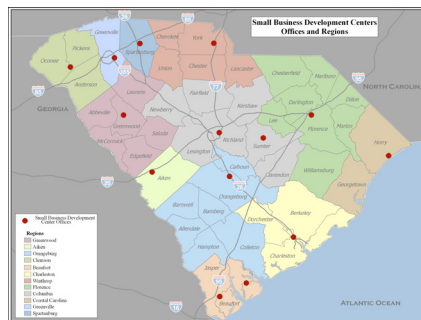 Small Business Development Centers
Offices and Regions
Greenville
Cherokee
York
Spartanburg
Pickens
Oconee
Anderson
Union
Chester
Lancaster
Chesterfield
Marlboro
NORTH CAROLINA
Laurens
Fairfield
Kershaw
Darlington
Dillon
GEORGIA
Abbeville
Newberry
Lee
Greenwood
Florence
Marion
McCormick
Saluda
Richland
Sumter
Horry
Edgefield
Lexington
Calhoun
Clarendon
Williamsburg
Georgetown
Aiken
Orangeburg
Barnwell
Bamberg
Berkeley
Dorchester
Allendale
Hampton
Colleton
Charleston
Jasper
Beaufort
ATLANTIC OCEAN
Small Business Development
Center Offices
Regions
Greenwood
Aiken
Orangeburg
Clemson
Beaufort
Charleston
Winthrop
Florence
Columbia
Coastal Carolina
Greenville
Spartanburg